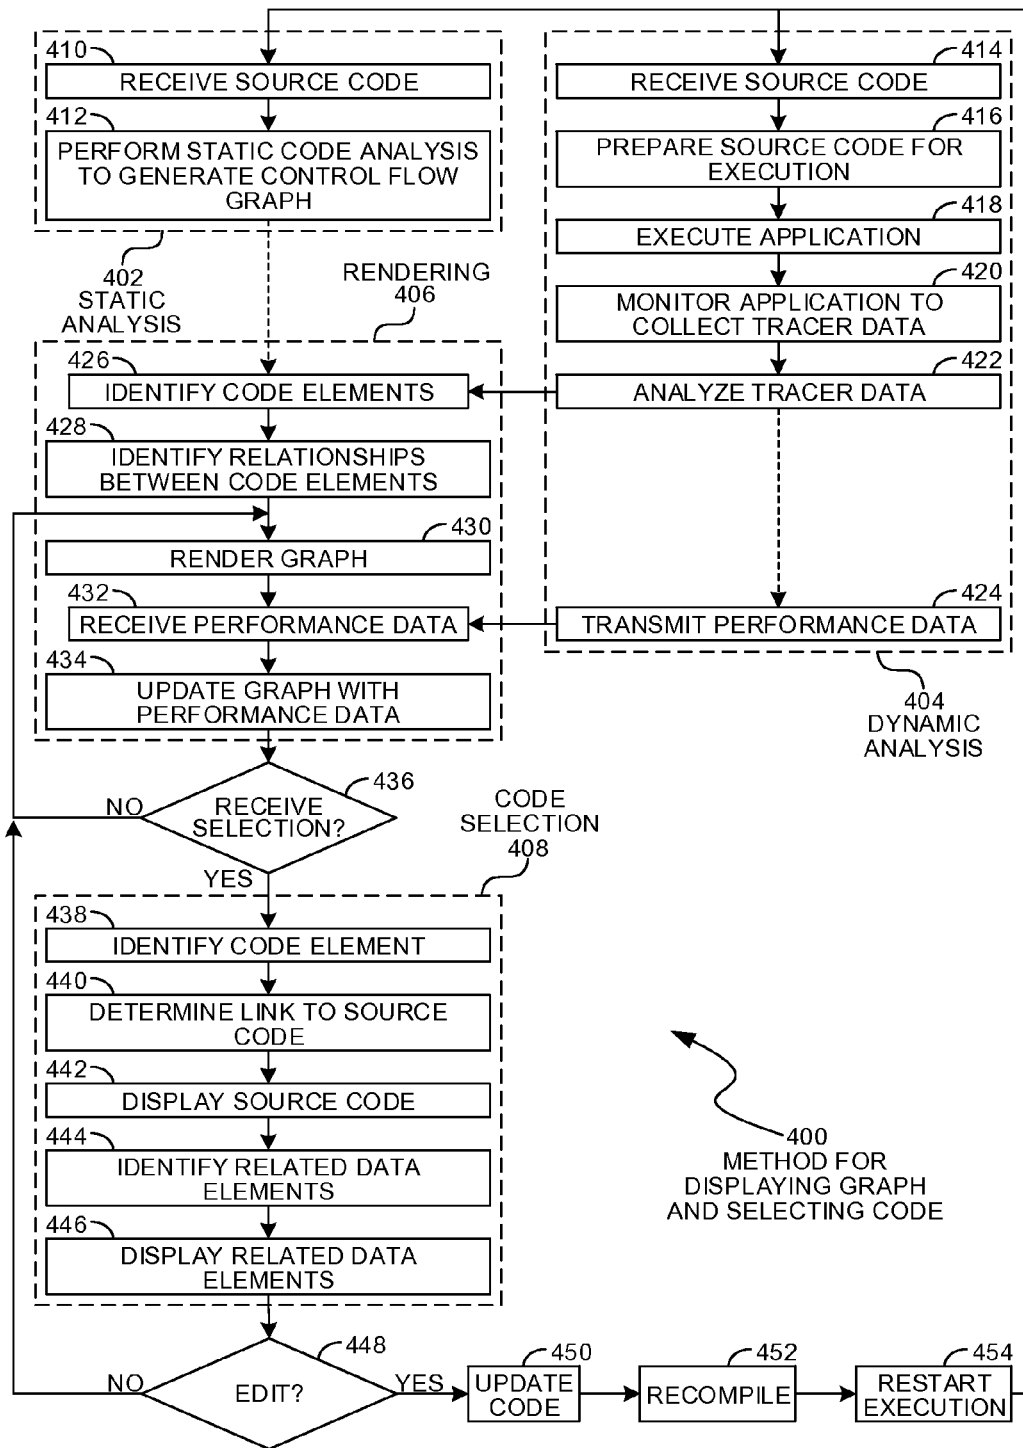 410
RECEIVE SOURCE CODE
412
PERFORM STATIC CODE ANALYSIS
TO GENERATE CONTROL FLOW
GRAPH
402
STATIC
ANALYSIS
414
RECEIVE SOURCE CODE
416
PREPARE SOURCE CODE FOR
EXECUTION
418
EXECUTE APPLICATION
420
MONITOR APPLICATION TO
COLLECT TRACER DATA
422
ANALYZE TRACER DATA
424
TRANSMIT PERFORMANCE DATA
404
DYNAMIC
ANALYSIS
RENDERING
406
426
IDENTIFY CODE ELEMENTS
428
IDENTIFY RELATIONSHIPS
BETWEEN CODE ELEMENTS
430
RENDER GRAPH
432
RECEIVE PERFORMANCE DATA
434
UPDATE GRAPH WITH
PERFORMANCE DATA
436
RECEIVE
SELECTION?
NO
YES
CODE
SELECTION
408
438
IDENTIFY CODE ELEMENT
440
DETERMINE LINK TO SOURCE
CODE
442
DISPLAY SOURCE CODE
444
IDENTIFY RELATED DATA
ELEMENTS
446
DISPLAY RELATED DATA
ELEMENTS
400
METHOD FOR
DISPLAYING GRAPH
AND SELECTING CODE
448
EDIT?
NO
YES
450
UPDATE
CODE
452
RECOMPILE
454
RESTART
EXECUTION